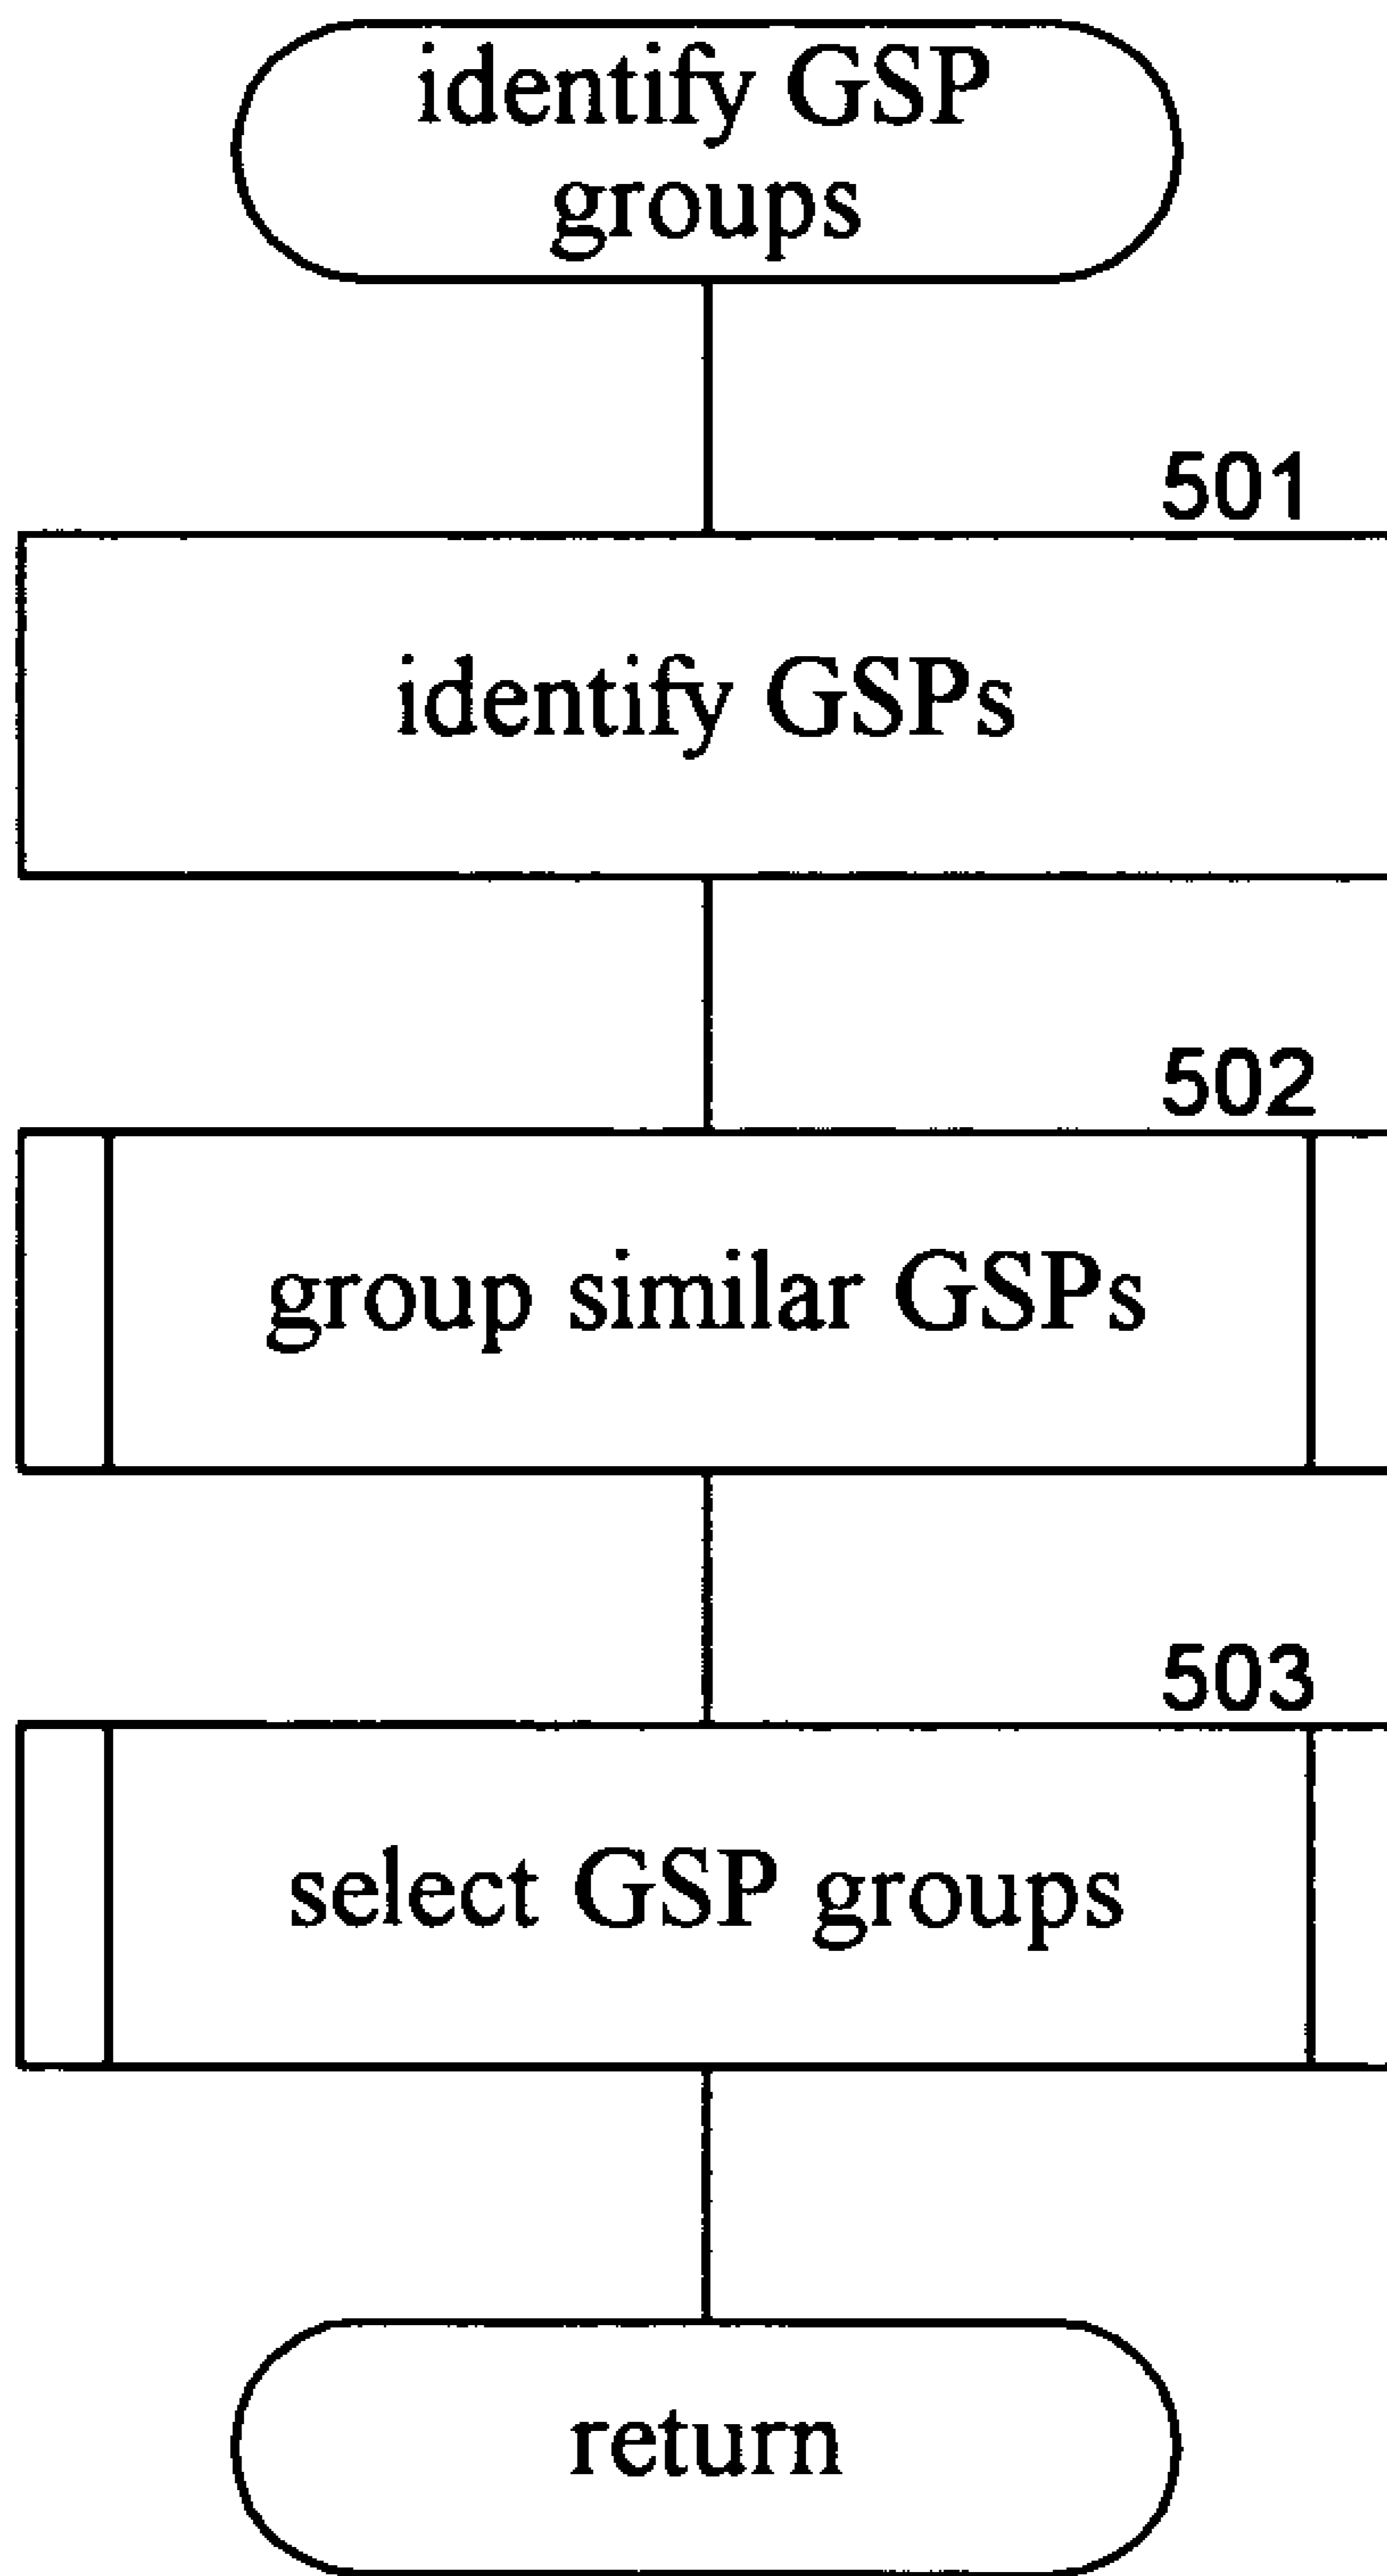 identify GSP
groups
501
identify GSPs
502
group similar GSPs
503
select GSP groups
return